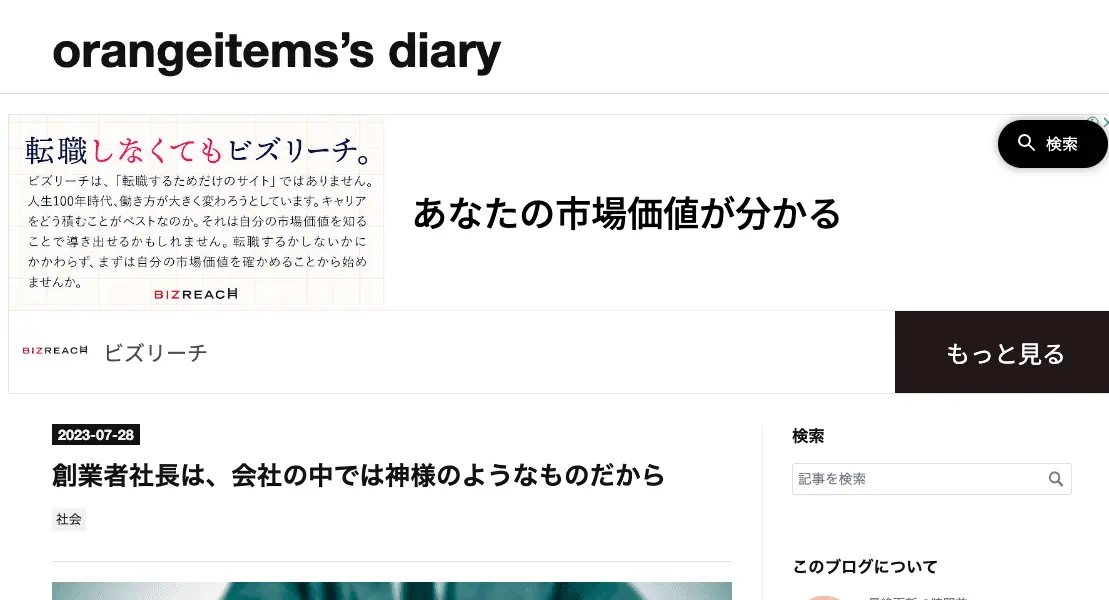 orangeitems’s diary
転職しなくてもビズリーチ。
ビズリーチは、「転職するためだけのサイト」ではありません。
人生100年時代、働き方が大きく変わろうとしています。キャリア
をどう積むことがベストなのか。それは自分の市場価値を知る
ことで導き出せるかもしれません。転職するかしないかに
かかわらず、まずは自分の市場価値を確かめることから始め
ませんか。
BIZREACH
あなたの市場価値が分かる
検索
BIZREACH ビズリーチ
もっと見る
2023-07-28
創業者社長は、会社の中では神様のようなものだから
社会
検索
記事を検索
このブログについて